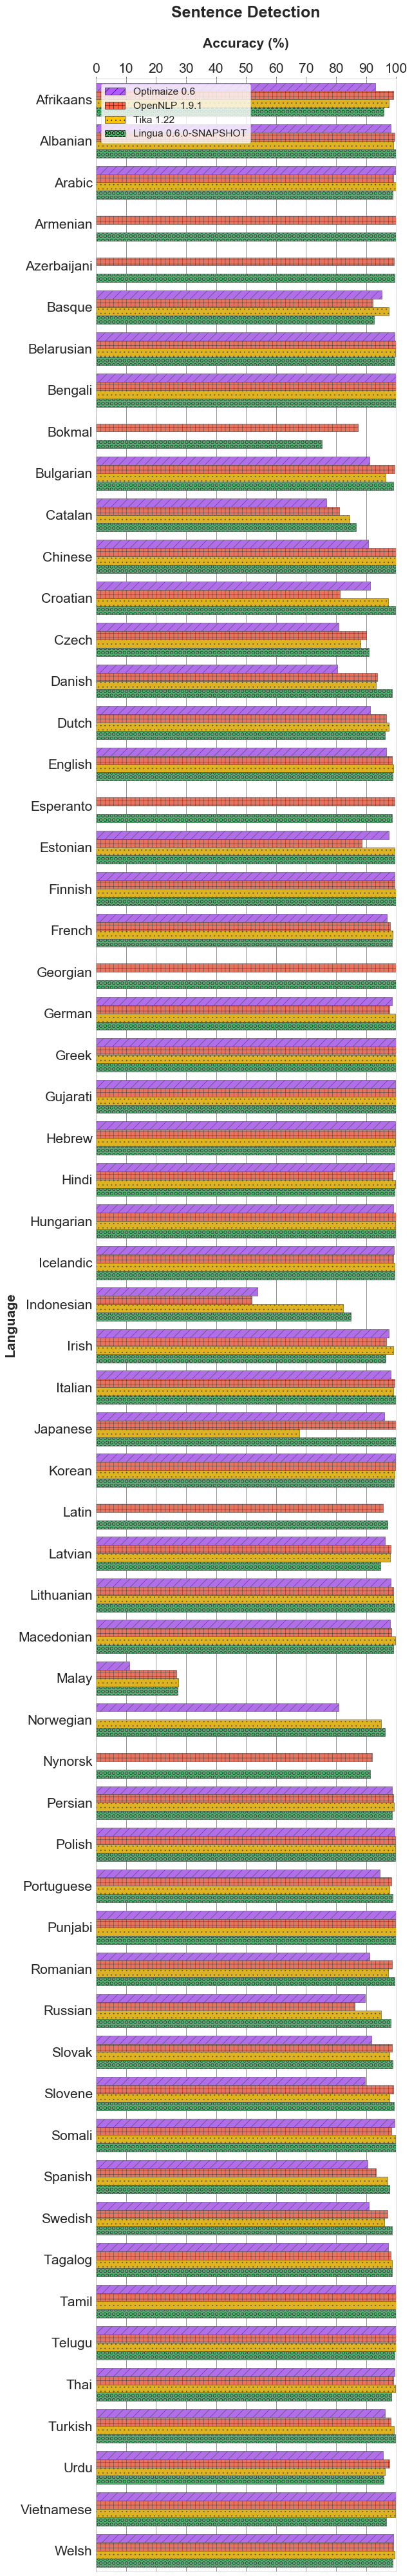 Sentence Detection
Accuracy (%)
0 10 20 30 40 50 60 70 80 90 100
Optimaize 0.6
OpenNLP 1.9.1
Tika 1.22
Lingua 0.6.0-SNAPSHOT
Afrikaans
Albanian
Arabic
Armenian
Azerbaijani
Basque
Belarusian
Bengali
Bokmal
Bulgarian
Catalan
Chinese
Croatian
Czech
Danish
Dutch
English
Esperanto
Estonian
Finnish
French
Georgian
German
Greek
Gujarati
Hebrew
Hindi
Hungarian
Icelandic
Indonesian
Language
Irish
Italian
Japanese
Korean
Latin
Latvian
Lithuanian
Macedonian
Malay
Norwegian
Nynorsk
Persian
Polish
Portuguese
Punjabi
Romanian
Russian
Slovak
Slovene
Somali
Spanish
Swedish
Tagalog
Tamil
Telugu
Thai
Turkish
Urdu
Vietnamese
Welsh